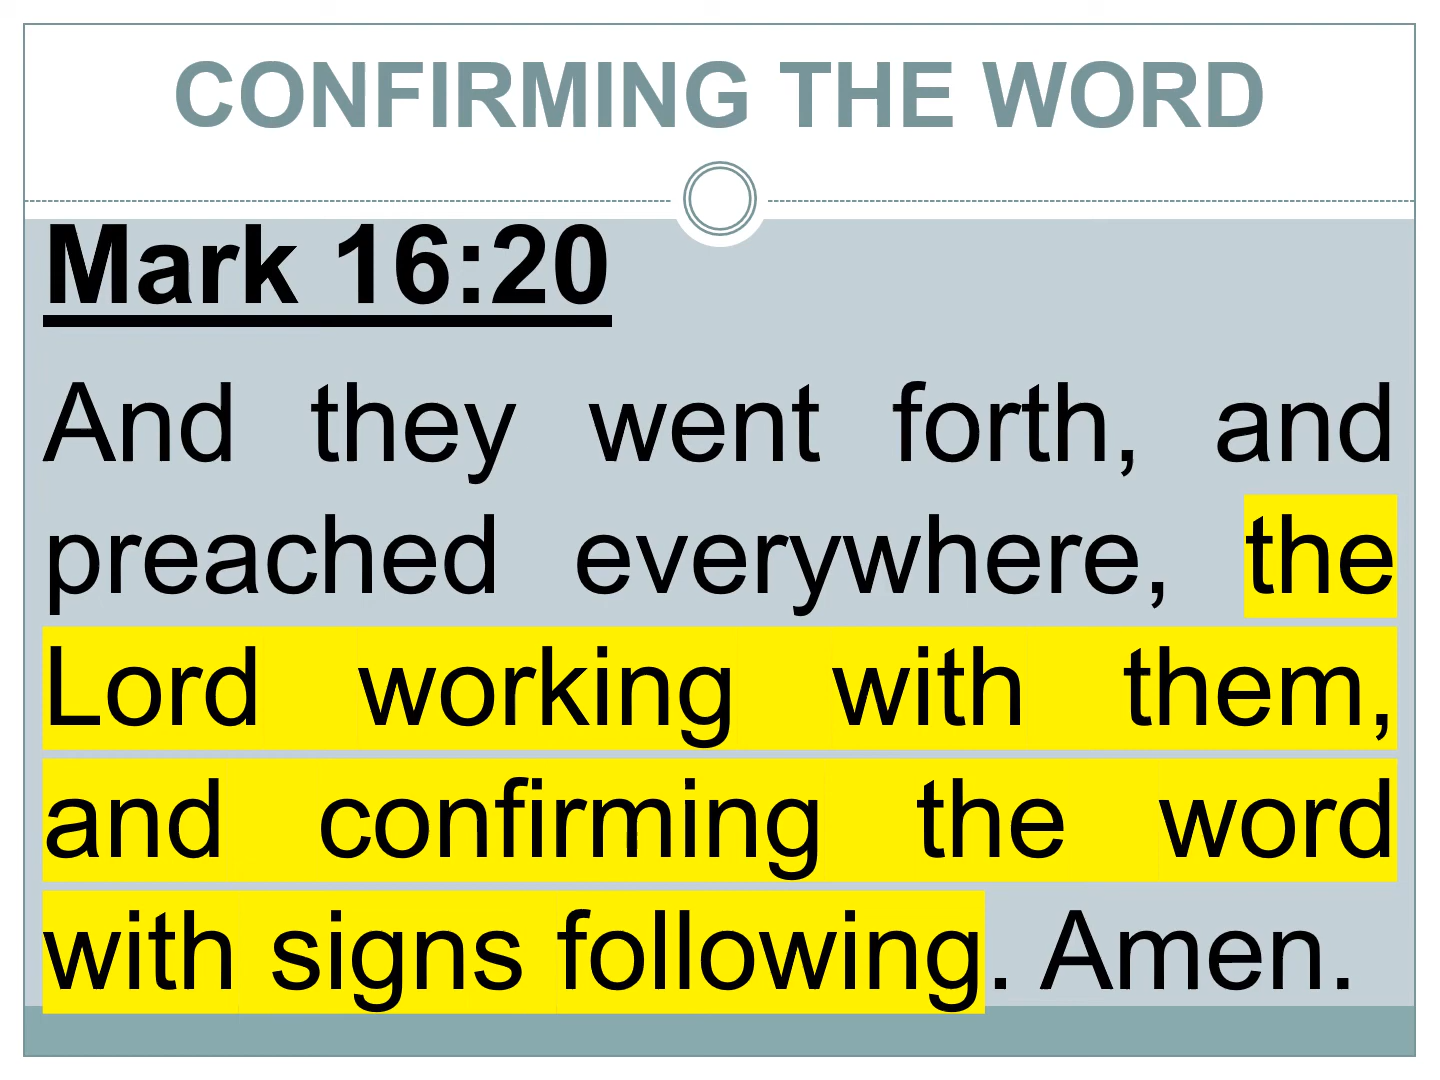 CONFIRMING THE WORD
Mark 16:20
And they went forth, and
preached everywhere, the
Lord working with them,
and confirming the word
with signs following. Amen.